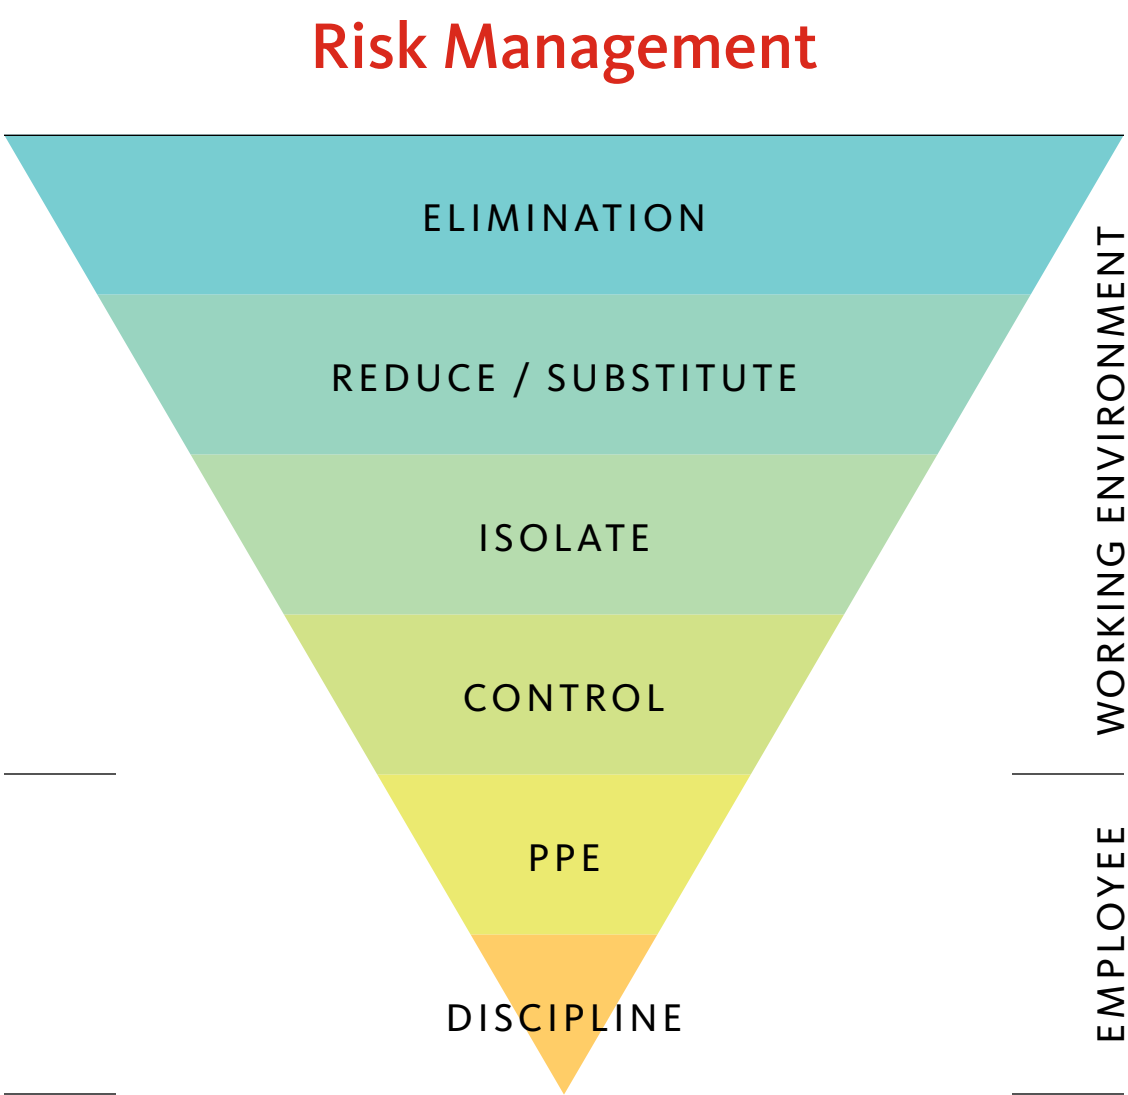 Risk Management
ELIMINATION
REDUCE / SUBSTITUTE
ISOLATE
CONTROL
PPE
DISCIPLINE
WORKING ENVIRONMENT
EMPLOYEE